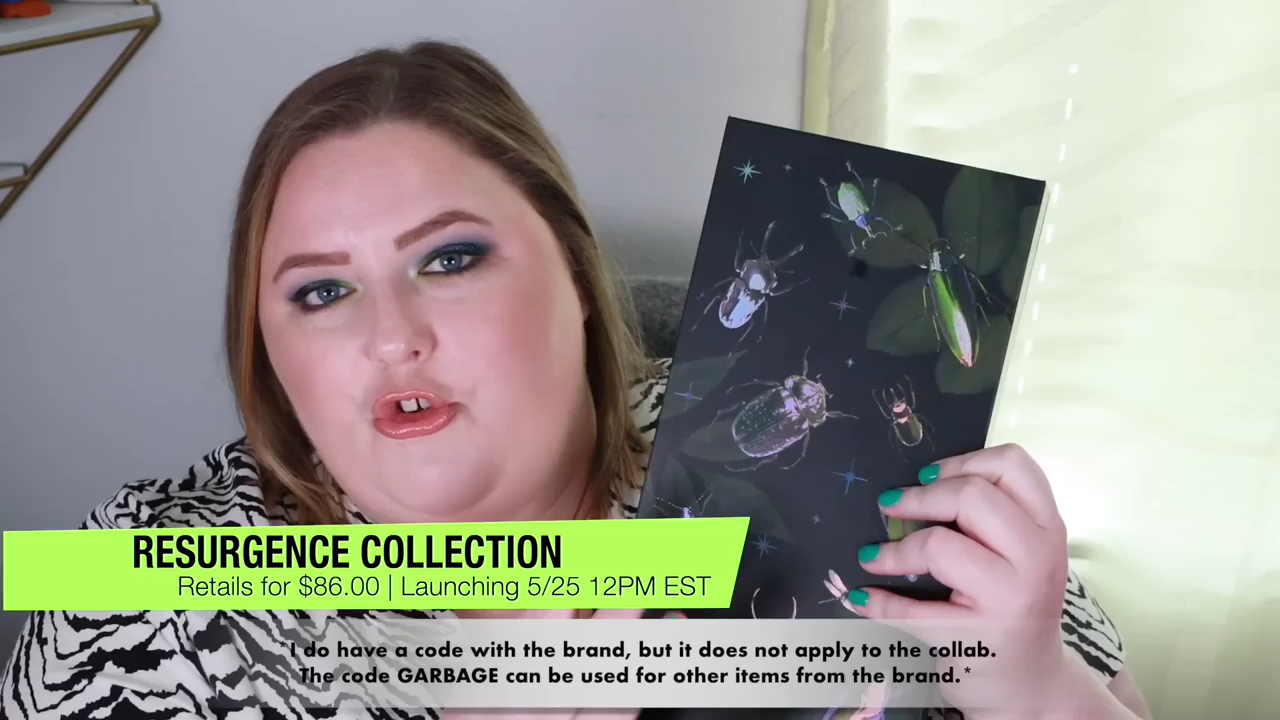 RESURGENCE COLLECTION
Retails for $86.00 | Launching 5/25 12PM EST
*I do have a code with the brand, but it does not apply to the collab.
The code GARBAGE can be used for other items from the brand.*